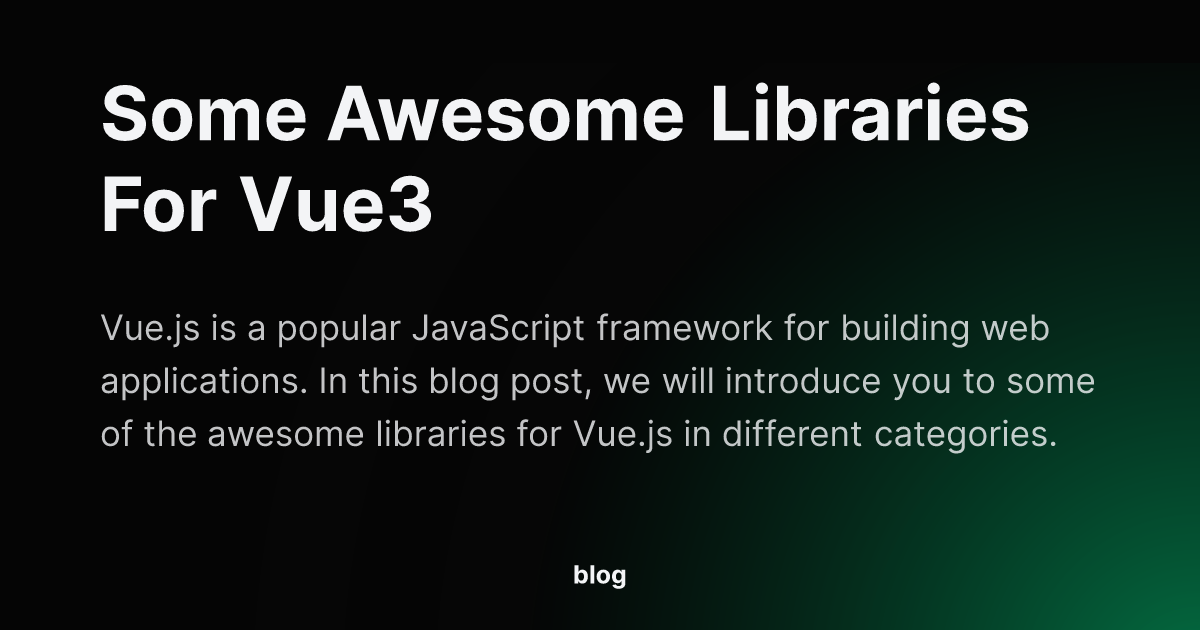 Some Awesome Libraries
For Vue3
Vue.js is a popular JavaScript framework for building web
applications. In this blog post, we will introduce you to some
of the awesome libraries for Vue.js in different categories.
blog